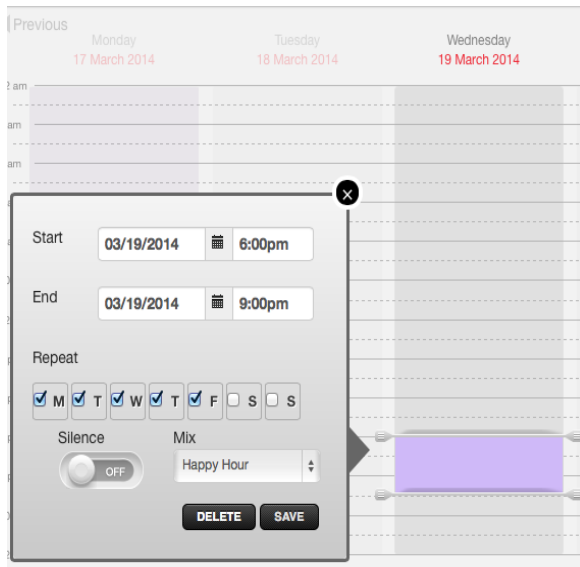 Previous
Monday Tuesday Wednesday
17 March 2014 18 March 2014 19 March 2014
am
am
am
x
Start 03/19/2014 6:00pm
End 03/19/2014 9:00pm
Repeat
M T W T F S S
Silence Mix
OFF Happy Hour
DELETE SAVE